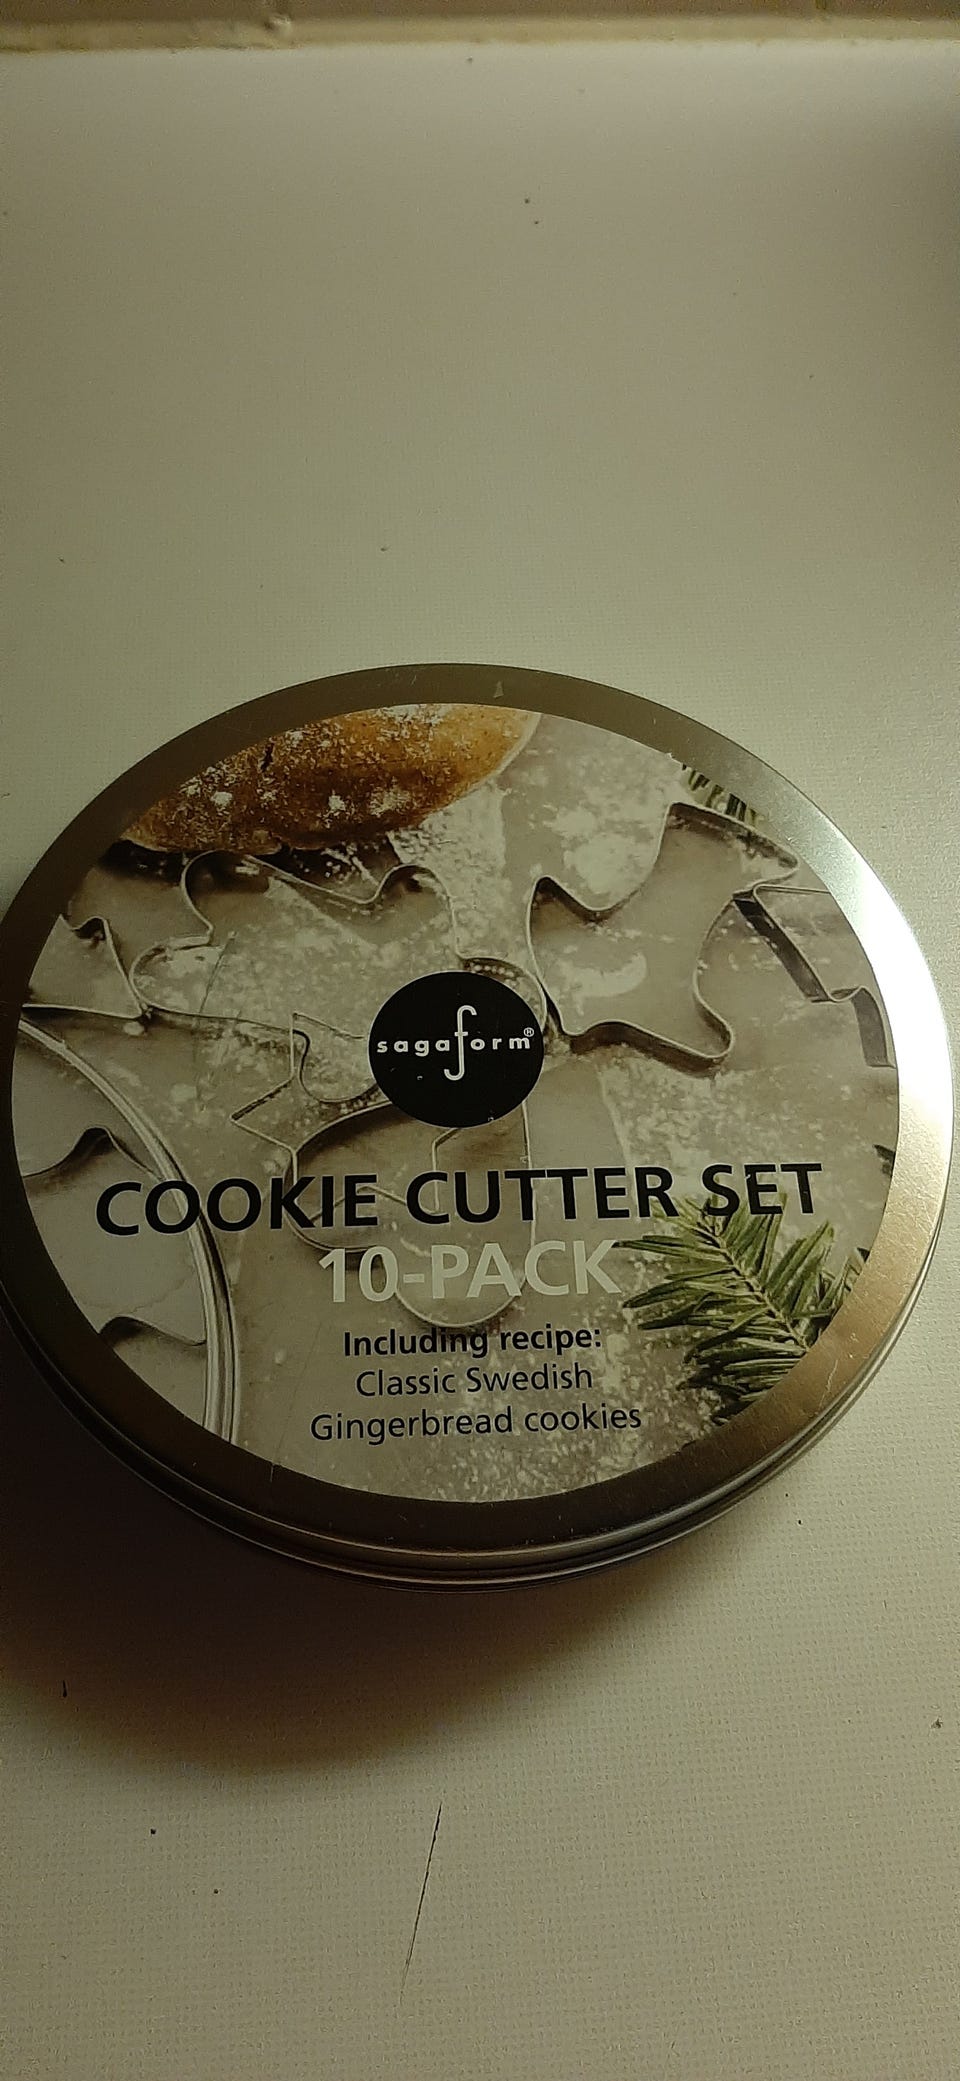 sagaform®
COOKIE CUTTER SET
10-PACK
Including recipe:
Classic Swedish
Gingerbread cookies